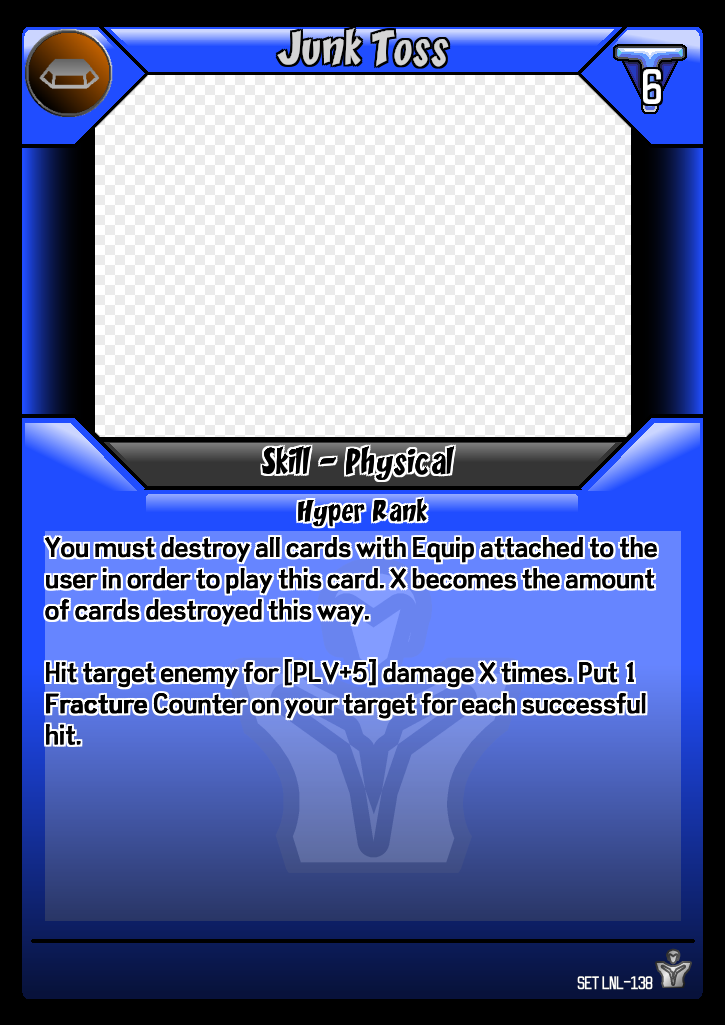 Junk Toss
6
Skill - Physical
Hyper Rank
You must destroy all cards with Equip attached to the
user in order to play this card. X becomes the amount
of cards destroyed this way.
Hit target enemy for [PLV+5] damage X times. Put 1
Fracture Counter on your target for each successful
hit.
SET LNL-138